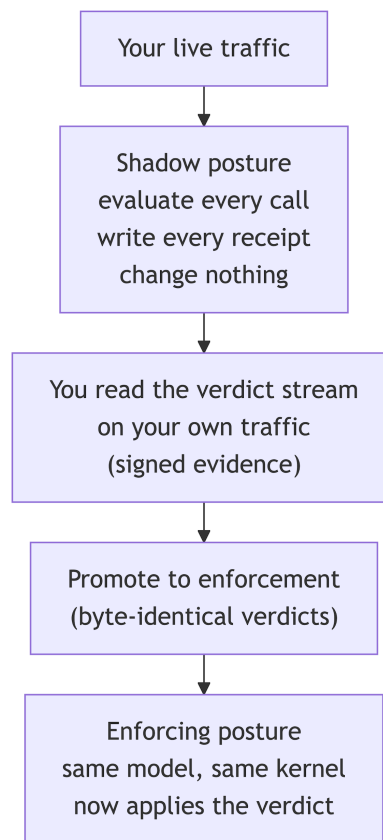 Your live traffic
Shadow posture
evaluate every call
write every receipt
change nothing
You read the verdict stream
on your own traffic
(signed evidence)
Promote to enforcement
(byte-identical verdicts)
Enforcing posture
same model, same kernel
now applies the verdict